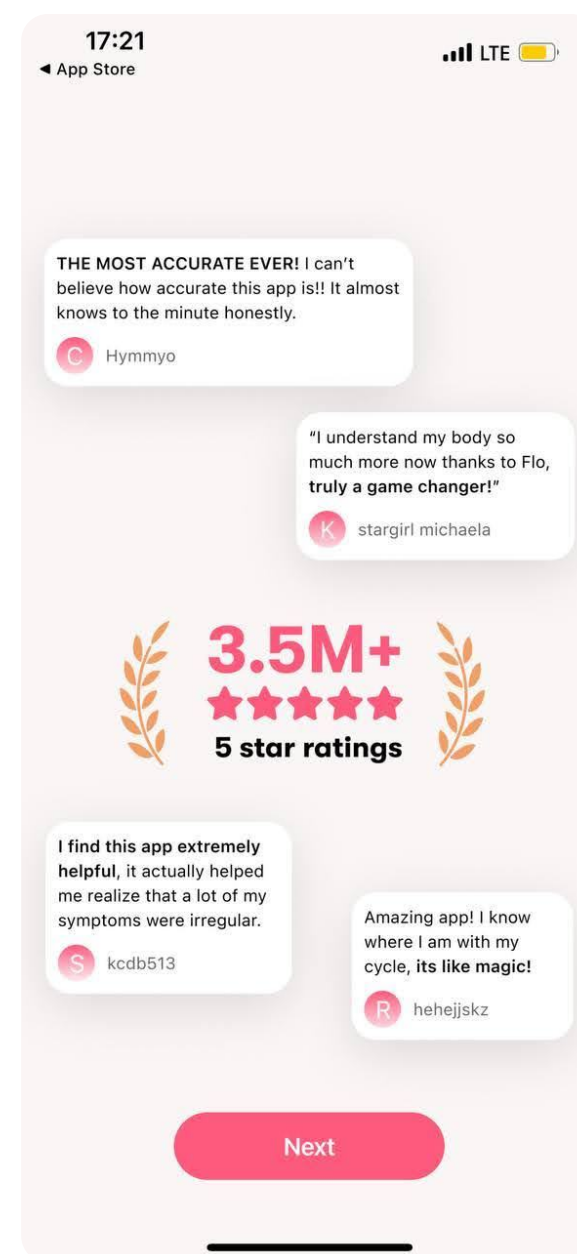 17:21
LTE
◄ App Store
THE MOST ACCURATE EVER! I can't
believe how accurate this app is!! It almost
knows to the minute honestly.
C
Hymmyo
“I understand my body so
much more now thanks to Flo,
truly a game changer!”
K
stargirl michaela
3.5M+
5 star ratings
I find this app extremely
helpful, it actually helped
me realize that a lot of my
symptoms were irregular.
S
kcdb513
Amazing app! I know
where I am with my
cycle, its like magic!
R
hehejjskz
Next